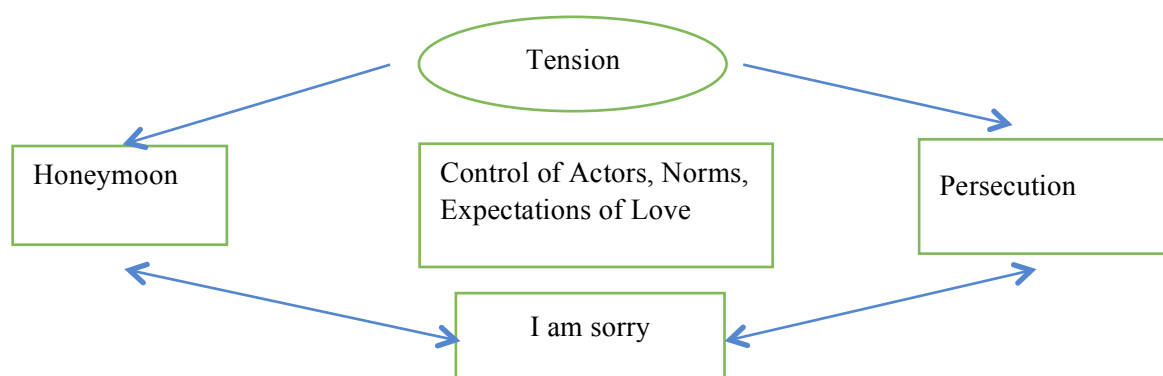 Tension
Honeymoon
Control of Actors, Norms,
Expectations of Love
Persecution
I am sorry